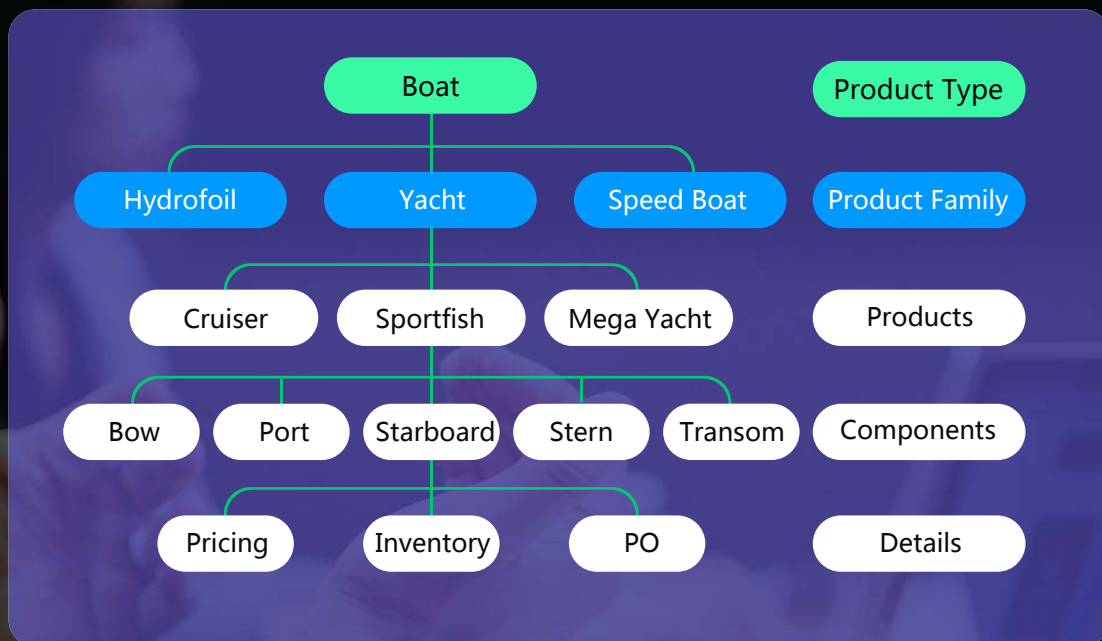 Boat
Product Type
Hydrofoil
Yacht
Speed Boat
Product Family
Cruiser
Sportfish
Mega Yacht
Products
Bow
Port
Starboard
Stern
Transom
Components
Pricing
Inventory
PO
Details